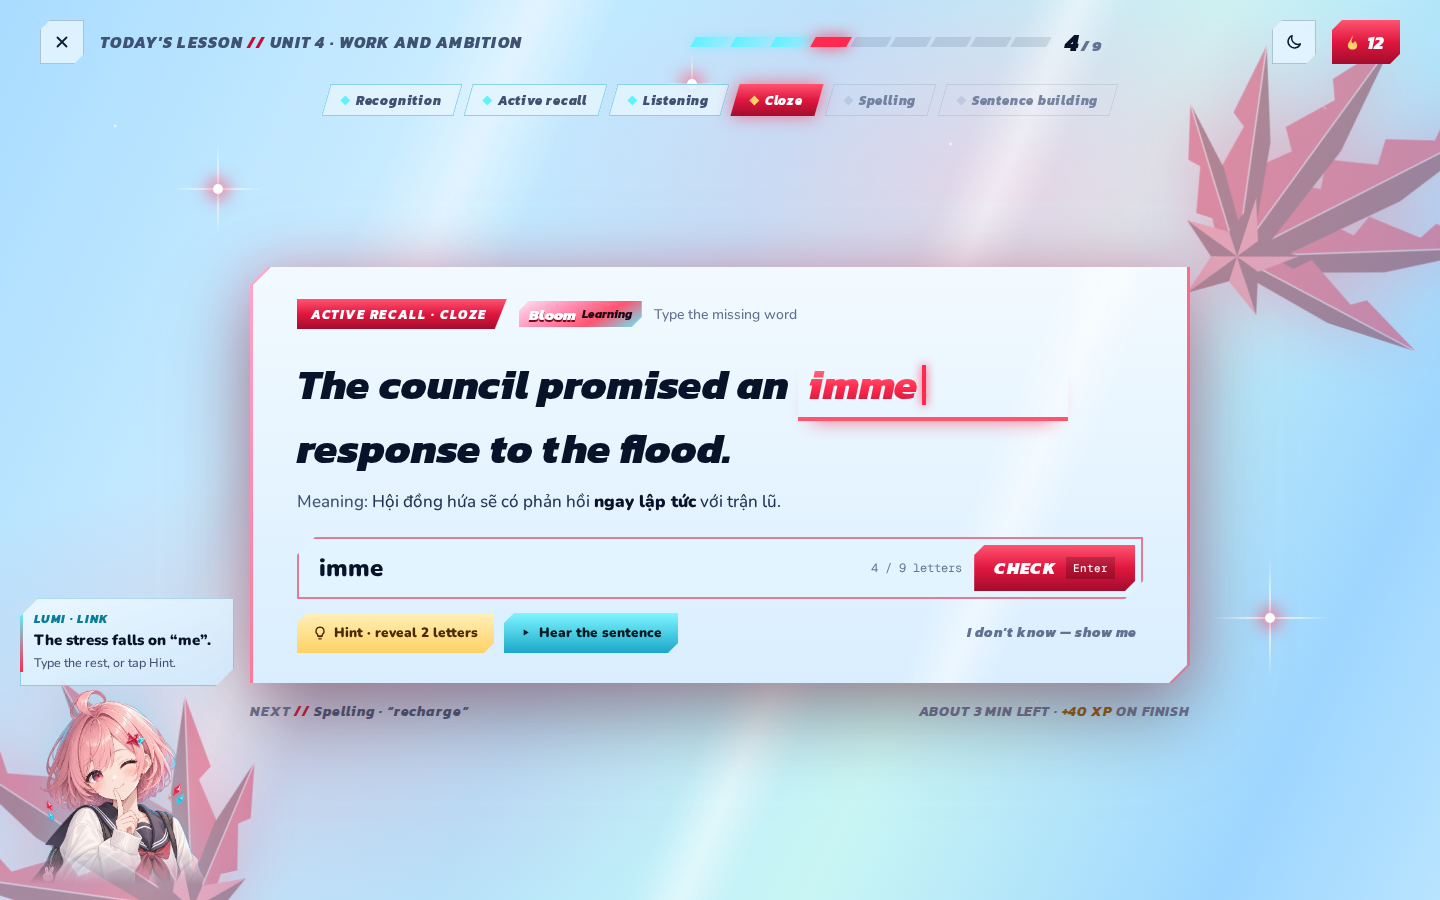 TODAY'S LESSON // UNIT 4 · WORK AND AMBITION
4 / 9
12
Recognition
Active recall
Listening
Cloze
Spelling
Sentence building
ACTIVE RECALL · CLOZE
Bloom Learning
Type the missing word
The council promised an imme
response to the flood.
Meaning: Hội đồng hứa sẽ có phản hồi ngay lập tức với trận lũ.
imme
4 / 9 letters
CHECK Enter
Hint · reveal 2 letters
Hear the sentence
I don't know — show me
LUMI · LINK
The stress falls on “me”.
Type the rest, or tap Hint.
NEXT // Spelling · "recharge"
ABOUT 3 MIN LEFT · +40 XP ON FINISH